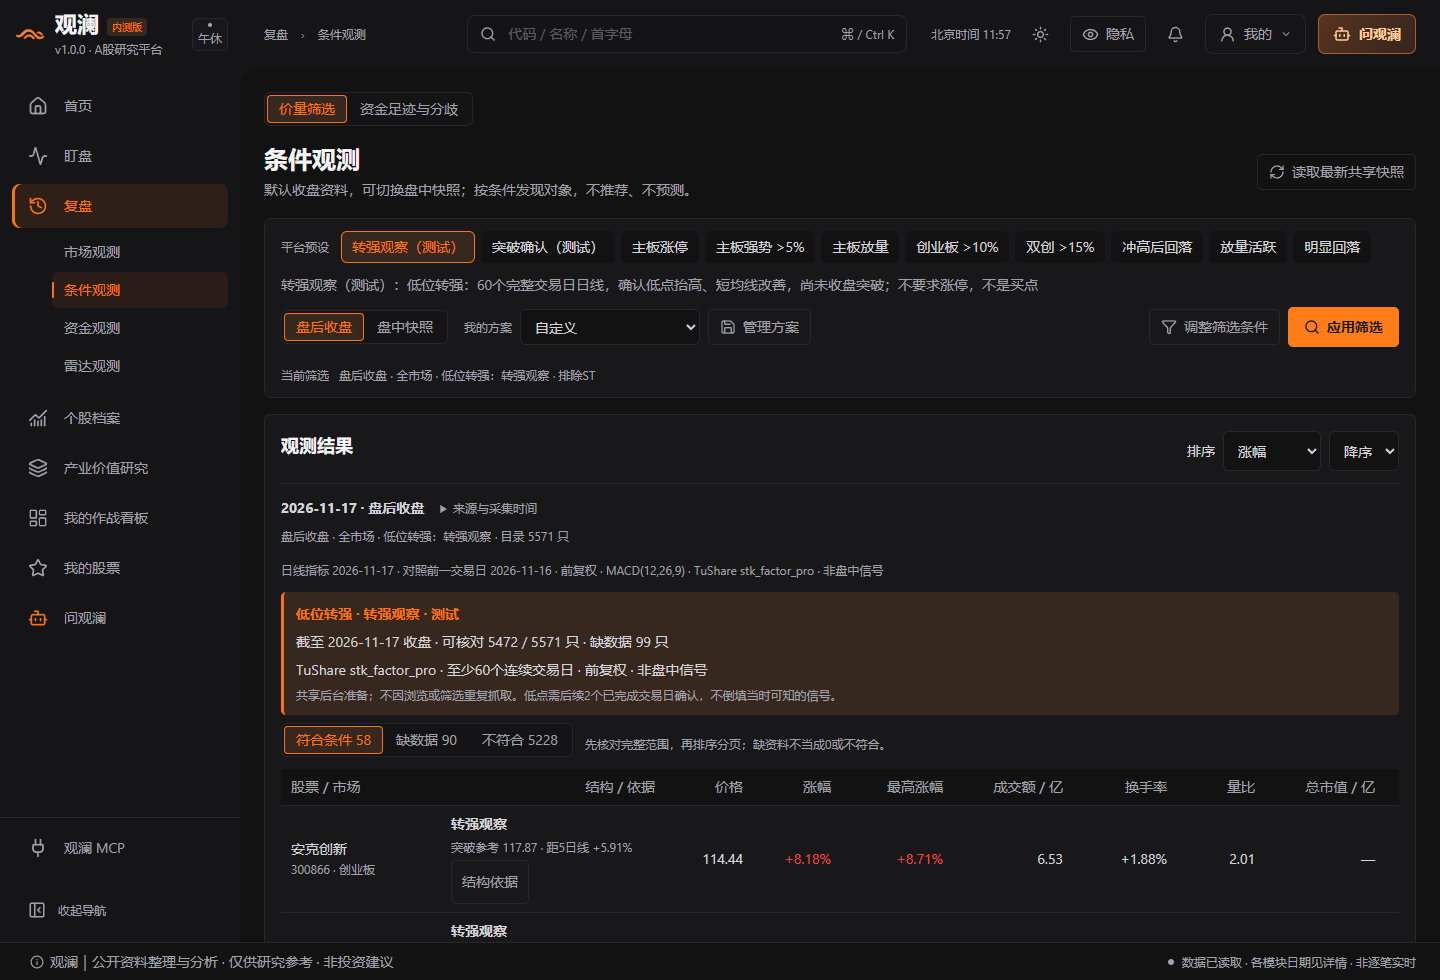 观澜 内测版
v1.0.0 · A股研究平台
午休
复盘 › 条件观测
代码 / 名称 / 首字母 ⌘ / Ctrl K
北京时间 11:57
隐私
我的
问观澜
首页
盯盘
复盘
市场观测
条件观测
资金观测
雷达观测
个股档案
产业价值研究
我的作战看板
我的股票
问观澜
观澜 MCP
收起导航
价量筛选 资金足迹与分歧
条件观测
默认收盘资料，可切换盘中快照；按条件发现对象，不推荐、不预测。
读取最新共享快照
平台预设 转强观察（测试） 突破确认（测试） 主板涨停 主板强势 >5% 主板放量 创业板 >10% 双创 >15% 冲高后回落 放量活跃 明显回落
转强观察（测试）：低位转强：60个完整交易日日线，确认低点抬高、短均线改善，尚未收盘突破；不要求涨停，不是买点
盘后收盘 盘中快照 我的方案 自定义 管理方案 调整筛选条件 应用筛选
当前筛选 盘后收盘 · 全市场 · 低位转强：转强观察 · 排除ST
观测结果
排序 涨幅 降序
2026-11-17 · 盘后收盘 ▶ 来源与采集时间
盘后收盘 · 全市场 · 低位转强：转强观察 · 目录 5571 只
日线指标 2026-11-17 · 对照前一交易日 2026-11-16 · 前复权 · MACD(12,26,9) · TuShare stk_factor_pro · 非盘中信号
低位转强 · 转强观察 · 测试
截至 2026-11-17 收盘 · 可核对 5472 / 5571 只 · 缺数据 99 只
TuShare stk_factor_pro · 至少60个连续交易日 · 前复权 · 非盘中信号
共享后台准备；不因浏览或筛选重复抓取。低点需后续2个已完成交易日确认，不倒填当时可知的信号。
符合条件 58 缺数据 90 不符合 5228 先核对完整范围，再排序分页；缺资料不当成0或不符合。
股票 / 市场 结构 / 依据 价格 涨幅 最高涨幅 成交额 / 亿 换手率 量比 总市值 / 亿
转强观察
安克创新
突破参考 117.87 · 距5日线 +5.91%
300866 · 创业板
结构依据
114.44 +8.18% +8.71% 6.53 +1.88% 2.01 —
转强观察
观澜 | 公开资料整理与分析 · 仅供研究参考 · 非投资建议
数据已读取 · 各模块日期见详情 · 非逐笔实时